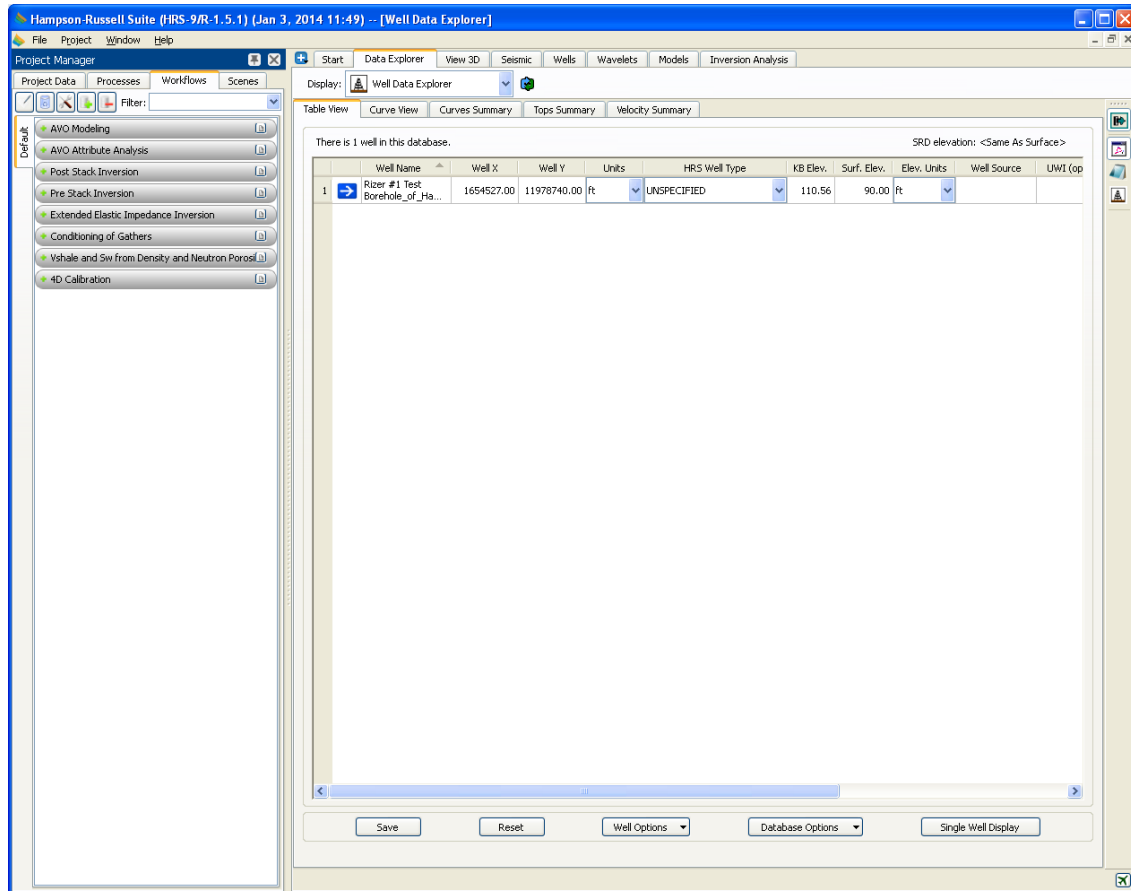 Hampson-Russell Suite (HRS-9/R-1.5.1) (Jan 3, 2014 11:49) -- [Well Data Explorer]
File Project Window Help
Project Manager
Project Data Processes Workflows Scenes
Filter:
Default
AVO Modeling
AVO Attribute Analysis
Post Stack Inversion
Pre Stack Inversion
Extended Elastic Impedance Inversion
Conditioning of Gathers
Vshale and Sw from Density and Neutron Porosi
4D Calibration
Start Data Explorer View 3D Seismic Wells Wavelets Models Inversion Analysis
Display: Well Data Explorer
Table View Curve View Curves Summary Tops Summary Velocity Summary
There is 1 well in this database. SRD elevation: <Same As Surface>
Well Name Well X Well Y Units HRS Well Type KB Elev. Surf. Elev. Elev. Units Well Source UWI (op
1 Rizer #1 Test Borehole_of_Ha... 1654527.00 11978740.00 ft UNSPECIFIED 110.56 90.00 ft
Save Reset Well Options Database Options Single Well Display